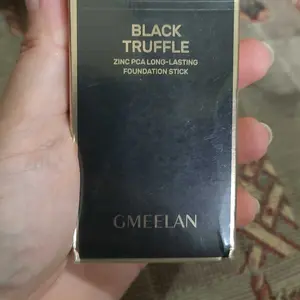 BLACK
TRUFFLE
ZINC PCA LONG-LASTING
FOUNDATION STICK
GMEELAN